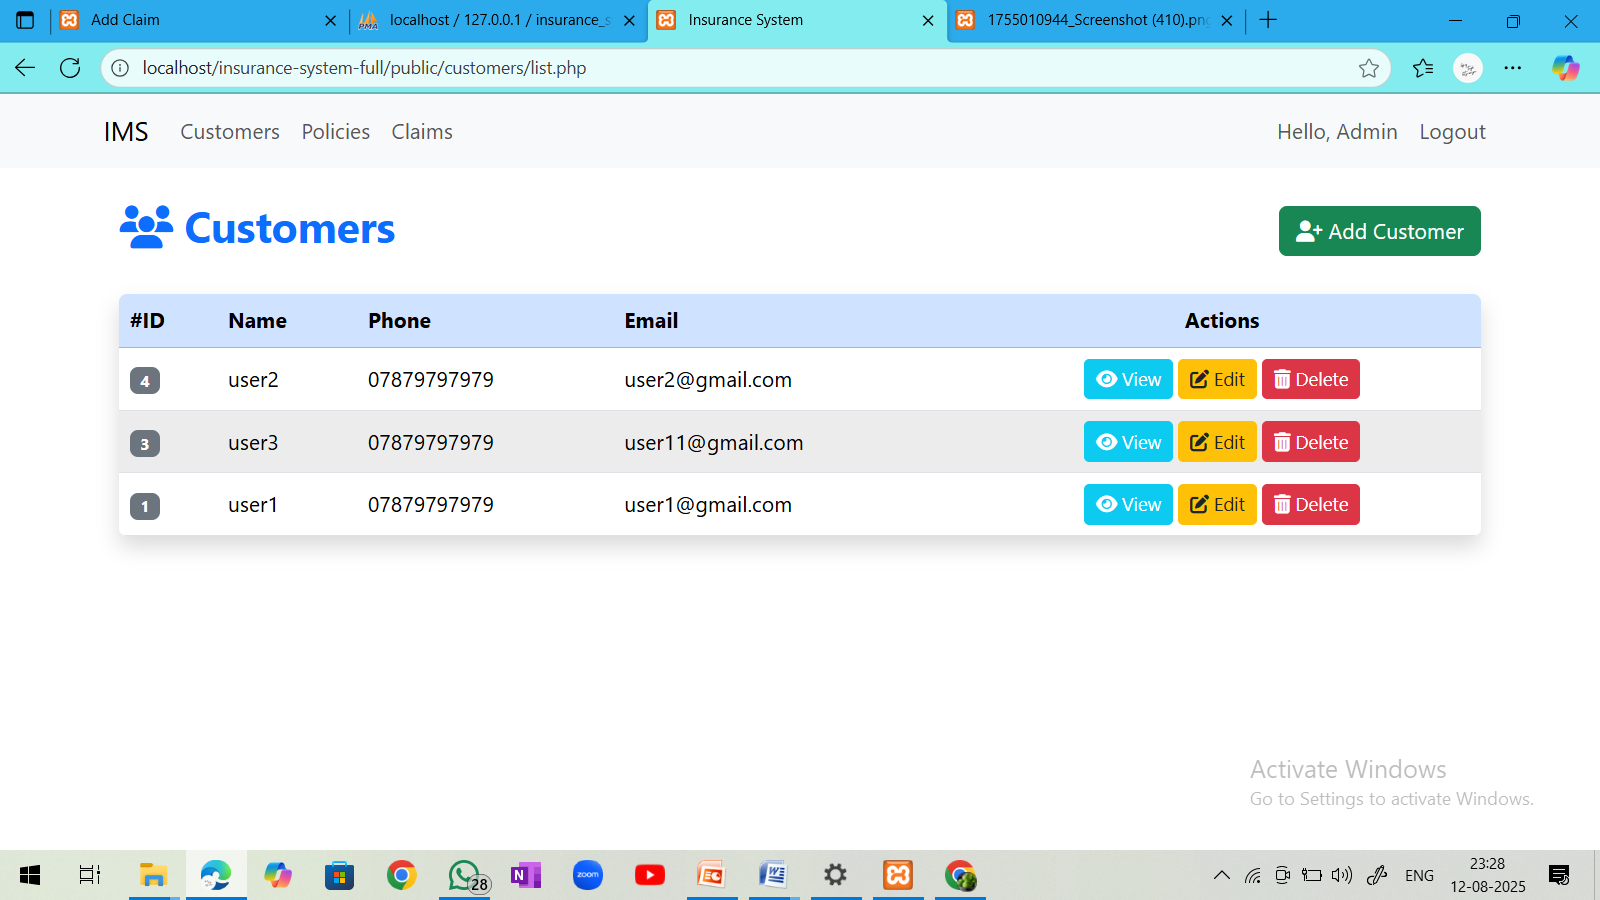 Add Claim
localhost / 127.0.0.1 / insurance_s
Insurance System
1755010944_Screenshot (410).png
localhost/insurance-system-full/public/customers/list.php
IMS Customers Policies Claims Hello, Admin Logout
Customers
Add Customer
#ID Name Phone Email Actions
4 user2 07879797979 user2@gmail.com View Edit Delete
3 user3 07879797979 user11@gmail.com View Edit Delete
1 user1 07879797979 user1@gmail.com View Edit Delete
Activate Windows
Go to Settings to activate Windows.
28
zoom
ENG
23:28
12-08-2025